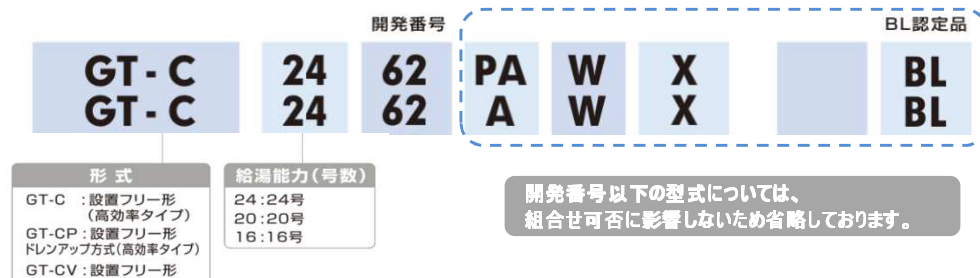 開発番号 BL認定品
GT - C 24 62 PA W X BL
GT - C 24 62 A W X BL
形 式
GT-C :設置フリー形
(高効率タイプ)
GT-CP:設置フリー形
ドレンアップ方式(高効率タイプ)
GT-CV:設置フリー形
給湯能力(号数)
24:24号
20:20号
16:16号
開発番号以下の型式については、
組合せ可否に影響しないため省略しております。